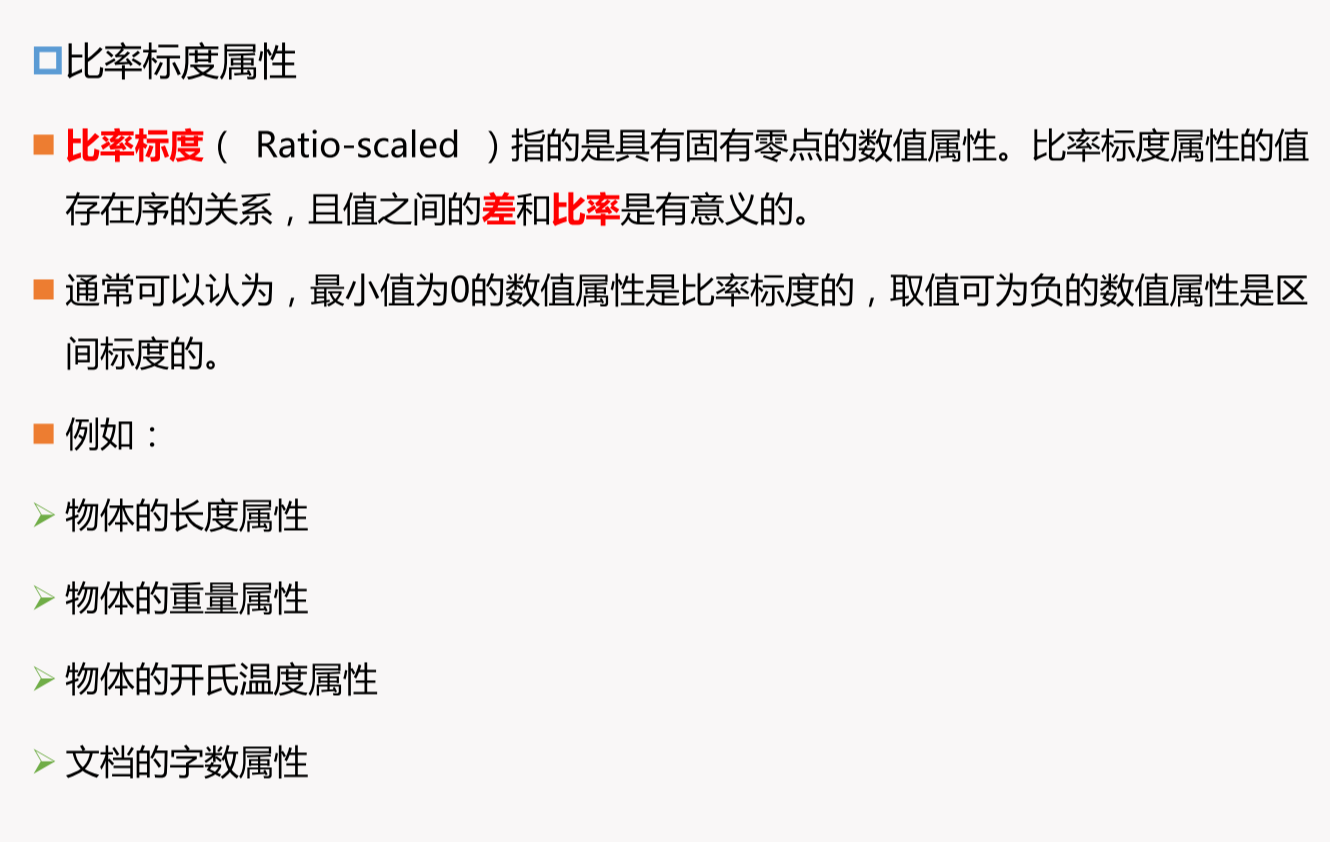 比率标度属性
比率标度（ Ratio-scaled ）指的是具有固有零点的数值属性。比率标度属性的值
存在序的关系，且值之间的差和比率是有意义的。
通常可以认为，最小值为0的数值属性是比率标度的，取值可为负的数值属性是区
间标度的。
例如：
物体的长度属性
物体的重量属性
物体的开氏温度属性
文档的字数属性